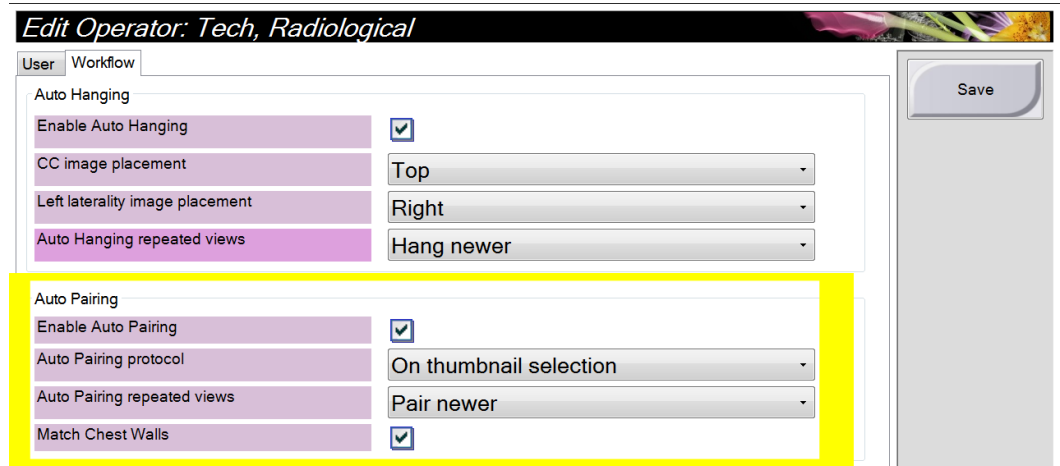 Edit Operator: Tech, Radiological
User Workflow
Save
Auto Hanging
Enable Auto Hanging
CC image placement Top
Left laterality image placement Right
Auto Hanging repeated views Hang newer
Auto Pairing
Enable Auto Pairing
Auto Pairing protocol On thumbnail selection
Auto Pairing repeated views Pair newer
Match Chest Walls